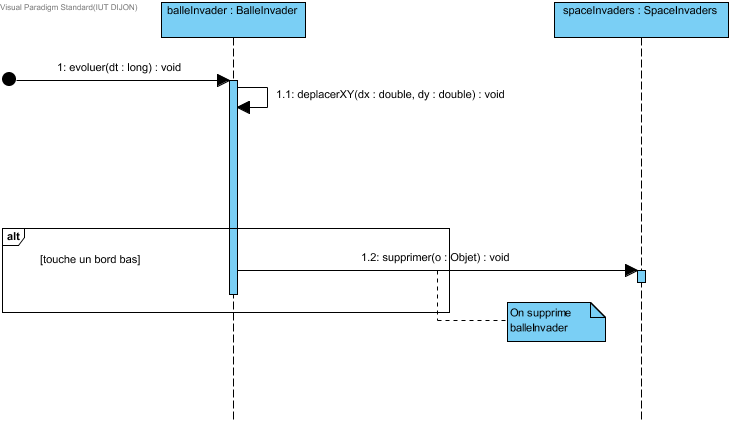 Visual Paradigm Standard(IUT DIJON)
balleInvader : BalleInvader
spaceInvaders : SpaceInvaders
1: evoluer(dt : long) : void
1.1: deplacerXY(dx : double, dy : double) : void
alt
[touche un bord bas]
1.2: supprimer(o : Objet) : void
On supprime
balleInvader